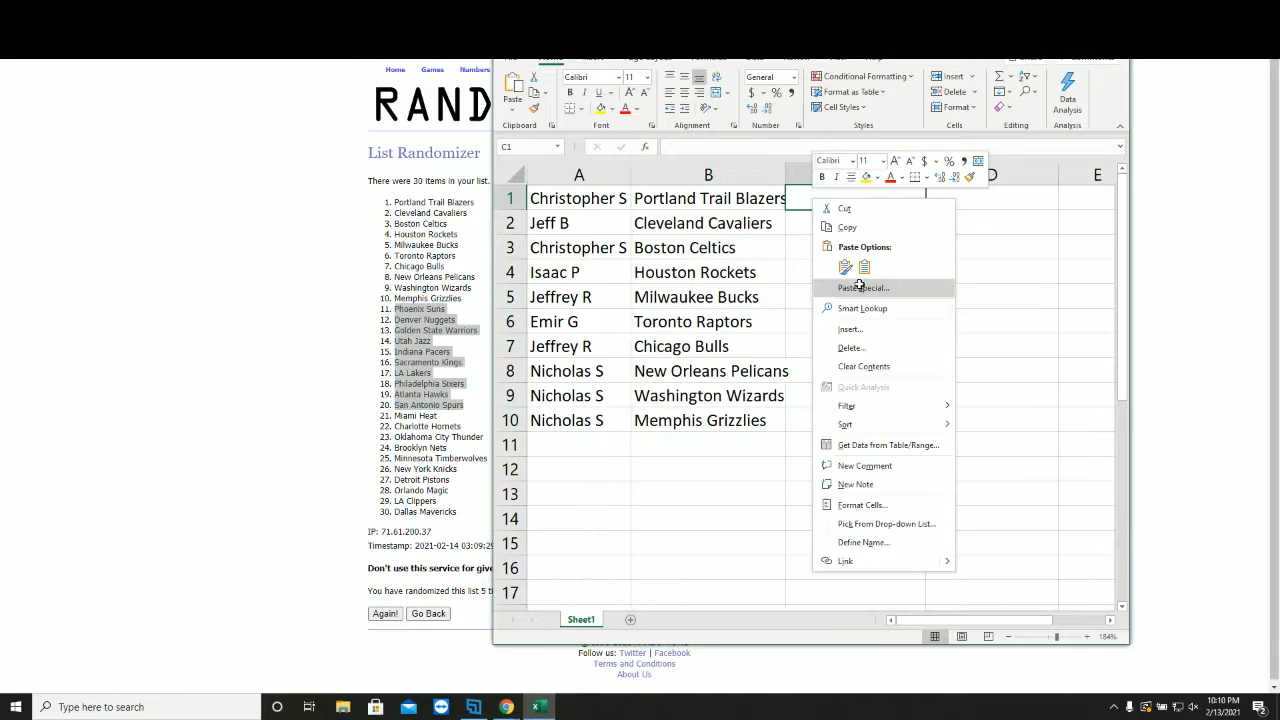 Home Games Numbers
RAND
List Randomizer
There were 30 items in your list.
1. Portland Trail Blazers
2. Cleveland Cavaliers
3. Boston Celtics
4. Houston Rockets
5. Milwaukee Bucks
6. Toronto Raptors
7. Chicago Bulls
8. New Orleans Pelicans
9. Washington Wizards
10. Memphis Grizzlies
11. Phoenix Suns
12. Denver Nuggets
13. Golden State Warriors
14. Utah Jazz
15. Indiana Pacers
16. Sacramento Kings
17. LA Lakers
18. Philadelphia Sixers
19. Atlanta Hawks
20. San Antonio Spurs
21. Miami Heat
22. Charlotte Hornets
23. Oklahoma City Thunder
24. Brooklyn Nets
25. Minnesota Timberwolves
26. New York Knicks
27. Detroit Pistons
28. Orlando Magic
29. LA Clippers
30. Dallas Mavericks
IP: 71.61.200.37
Timestamp: 2021-02-14 03:09:29
Don't use this service for give
You have randomized this list 5 ti
Again! Go Back
Follow us: Twitter | Facebook
Terms and Conditions
About Us
Paste
Calibri 11
B I U
General
$ % 9
Conditional Formatting
Format as Table
Cell Styles
Insert
Delete
Format
Data
Analysis
Clipboard Font Alignment Number Styles Cells Editing Analysis
C1 fx
A B D E
1 Christopher S Portland Trail Blazers
2 Jeff B Cleveland Cavaliers
3 Christopher S Boston Celtics
4 Isaac P Houston Rockets
5 Jeffrey R Milwaukee Bucks
6 Emir G Toronto Raptors
7 Jeffrey R Chicago Bulls
8 Nicholas S New Orleans Pelicans
9 Nicholas S Washington Wizards
10 Nicholas S Memphis Grizzlies
11
12
13
14
15
16
17
Calibri 11 A A $ % 9
B I A
Cut
Copy
Paste Options:
Paste Special...
Smart Lookup
Insert...
Delete...
Clear Contents
Quick Analysis
Filter
Sort
Get Data from Table/Range...
New Comment
New Note
Format Cells...
Pick From Drop-down List...
Define Name...
Link
Sheet1
184%
Type here to search
10:10 PM
2/13/2021
2